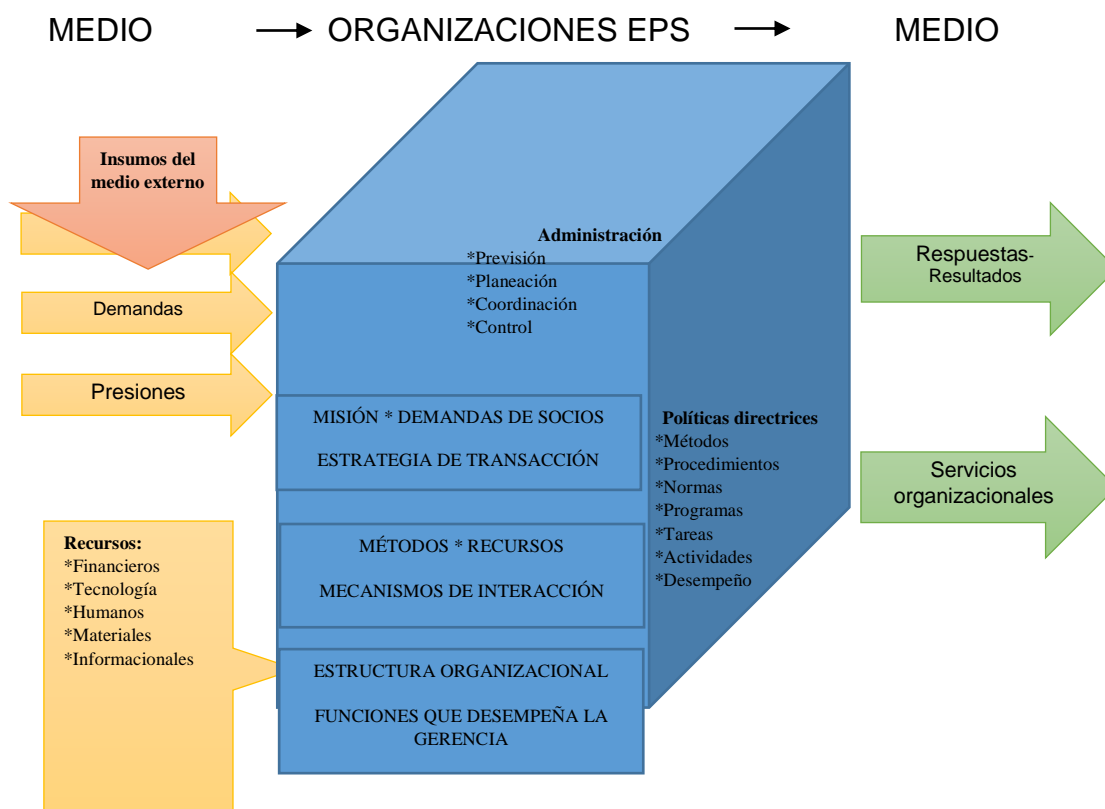 MEDIO → ORGANIZACIONES EPS → MEDIO
Insumos del
medio externo
Demandas
Presiones
Recursos:
*Financieros
*Tecnología
*Humanos
*Materiales
*Informacionales
Administración
*Previsión
*Planeación
*Coordinación
*Control
MISIÓN * DEMANDAS DE SOCIOS
ESTRATEGIA DE TRANSACCIÓN
MÉTODOS * RECURSOS
MECANISMOS DE INTERACCIÓN
ESTRUCTURA ORGANIZACIONAL
FUNCIONES QUE DESEMPEÑA LA
GERENCIA
Políticas directrices
*Métodos
*Procedimientos
*Normas
*Programas
*Tareas
*Actividades
*Desempeño
Respuestas-
Resultados
Servicios
organizacionales